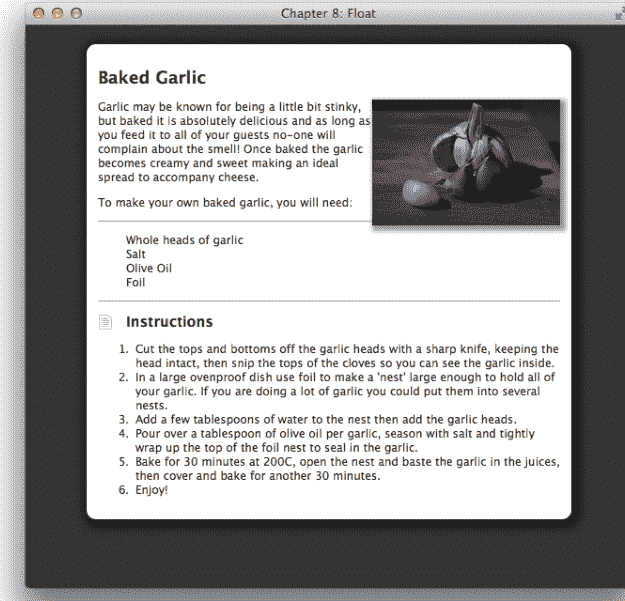 Chapter 8: Float
Baked Garlic
Garlic may be known for being a little bit stinky,
but baked it is absolutely delicious and as long as
you feed it to all of your guests no-one will
complain about the smell! Once baked the garlic
becomes creamy and sweet making an ideal
spread to accompany cheese.
To make your own baked garlic, you will need:
Whole heads of garlic
Salt
Olive Oil
Foil
Instructions
1. Cut the tops and bottoms off the garlic heads with a sharp knife, keeping the
head intact, then snip the tops of the cloves so you can see the garlic inside.
2. In a large ovenproof dish use foil to make a 'nest' large enough to hold all of
your garlic. If you are doing a lot of garlic you could put them into several
nests.
3. Add a few tablespoons of water to the nest then add the garlic heads.
4. Pour over a tablespoon of olive oil per garlic, season with salt and tightly
wrap up the top of the foil nest to seal in the garlic.
5. Bake for 30 minutes at 200C, open the nest and baste the garlic in the juices,
then cover and bake for another 30 minutes.
6. Enjoy!